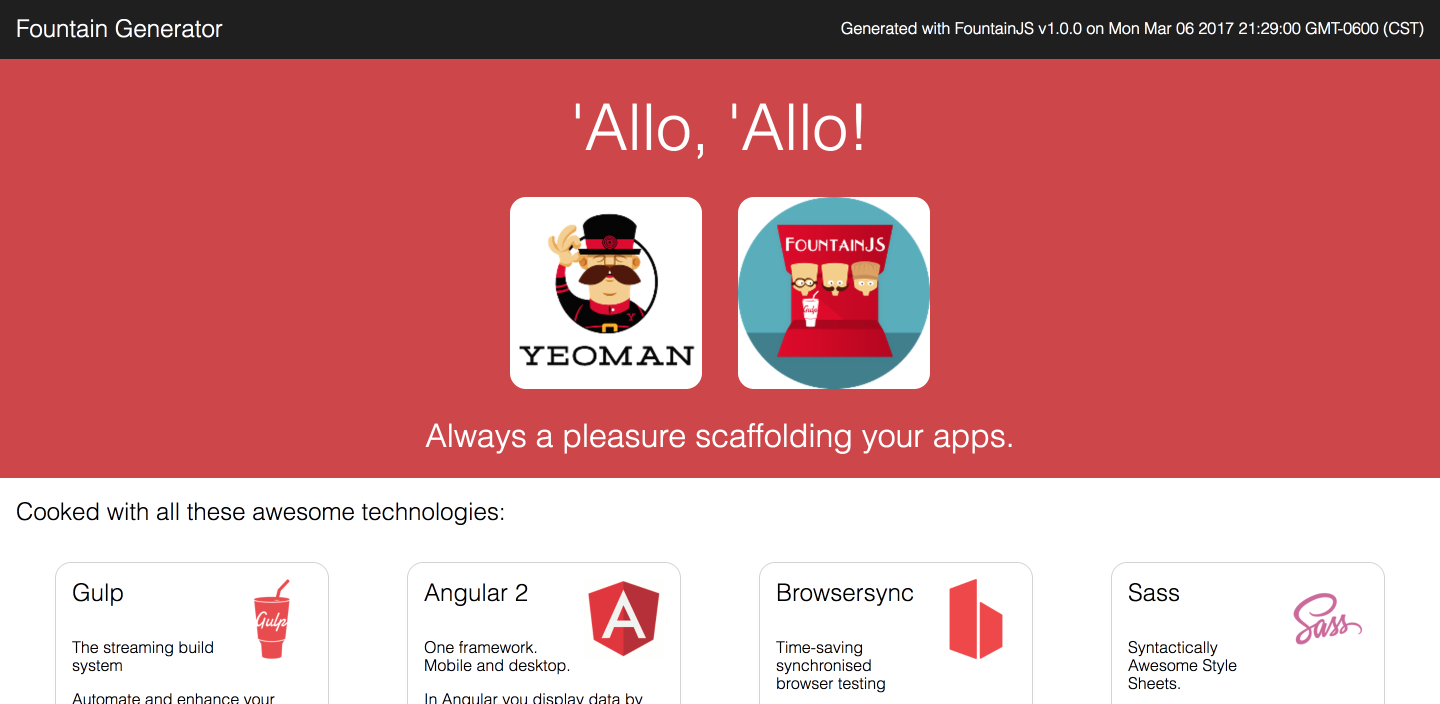 Fountain Generator
Generated with FountainJS v1.0.0 on Mon Mar 06 2017 21:29:00 GMT-0600 (CST)
'Allo, 'Allo!
YEOMAN
FOUNTAINJS
Gulp
Always a pleasure scaffolding your apps.
Cooked with all these awesome technologies:
Gulp
Gulp
The streaming build
system
Automate and enhance your
Angular 2
A
One framework.
Mobile and desktop.
In Angular you display data by
Browsersync
Time-saving
synchronised
browser testing
Sass
Sass
Syntactically
Awesome Style
Sheets.